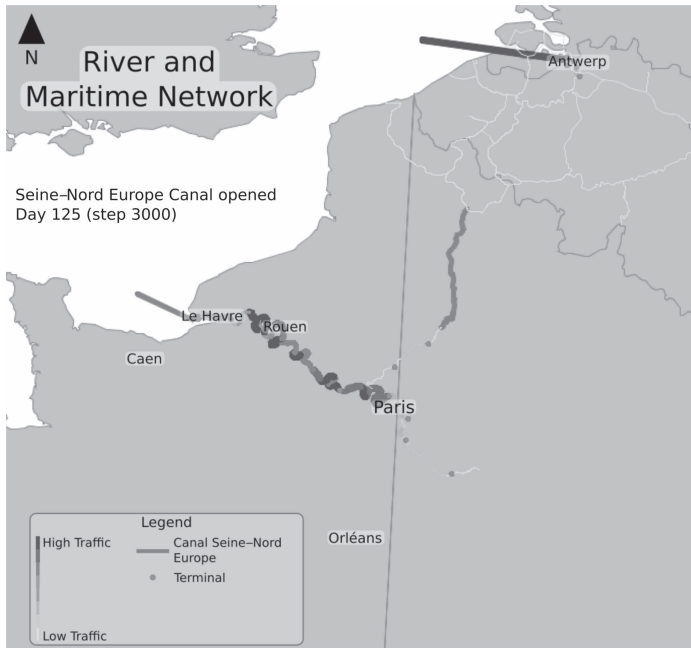 N
River and
Maritime Network
Antwerp
Seine–Nord Europe Canal opened
Day 125 (step 3000)
Le Havre
Rouen
Caen
Paris
Orléans
Legend
High Traffic
Low Traffic
Canal Seine–Nord
Europe
Terminal